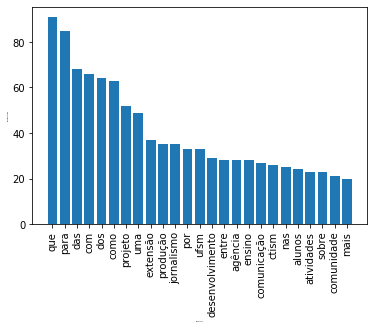 80
60
40
20
0
que
para
das
com
dos
como
projeto
uma
extensão
produção
jornalismo
por
ufsm
desenvolvimento
entre
agência
ensino
comunicação
ctism
nas
alunos
atividades
sobre
comunidade
mais